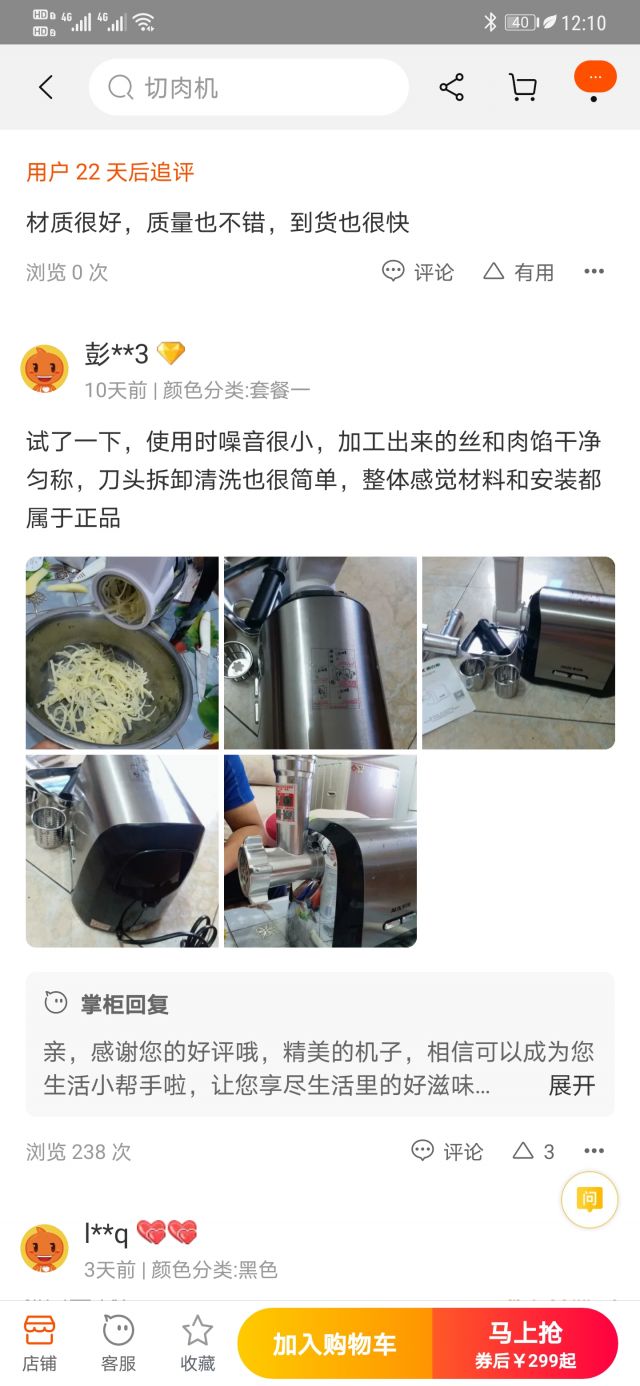 HD 1 4G 4G 40 12:10
HD 2
切肉机
用户 22 天后追评
材质很好，质量也不错，到货也很快
浏览 0 次 评论 有用
彭**3
10天前 | 颜色分类:套餐一
试了一下，使用时噪音很小，加工出来的丝和肉馅干净
匀称，刀头拆卸清洗也很简单，整体感觉材料和安装都
属于正品
掌柜回复
亲，感谢您的好评哦，精美的机子，相信可以成为您
生活小帮手啦，让您享尽生活里的好滋味... 展开
浏览 238 次 评论 3
问
l**q
3天前 | 颜色分类:黑色
店铺 客服 收藏 加入购物车 马上抢
券后￥299起